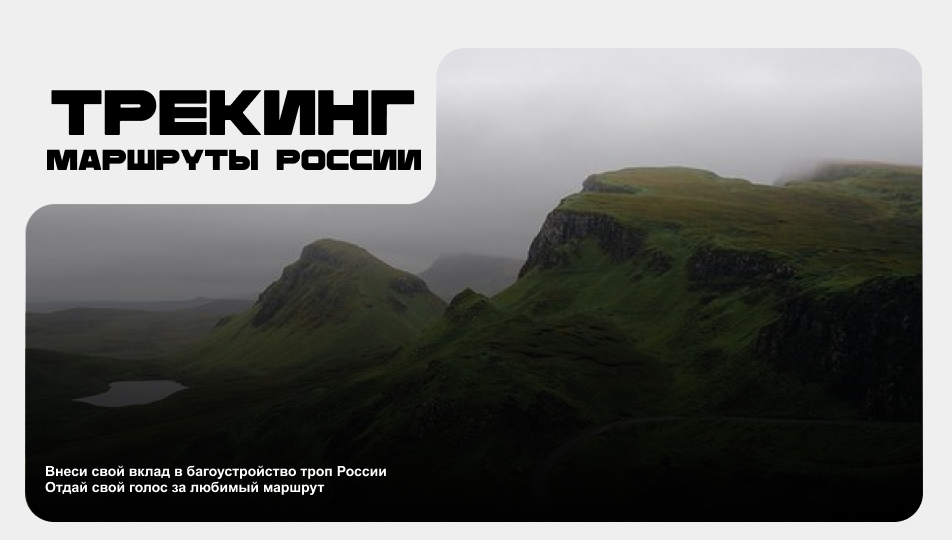 ТРЕКИНГ
МАРШРУТЫ РОССИИ
Внеси свой вклад в багоустройство троп России
Отдай свой голос за любимый маршрут